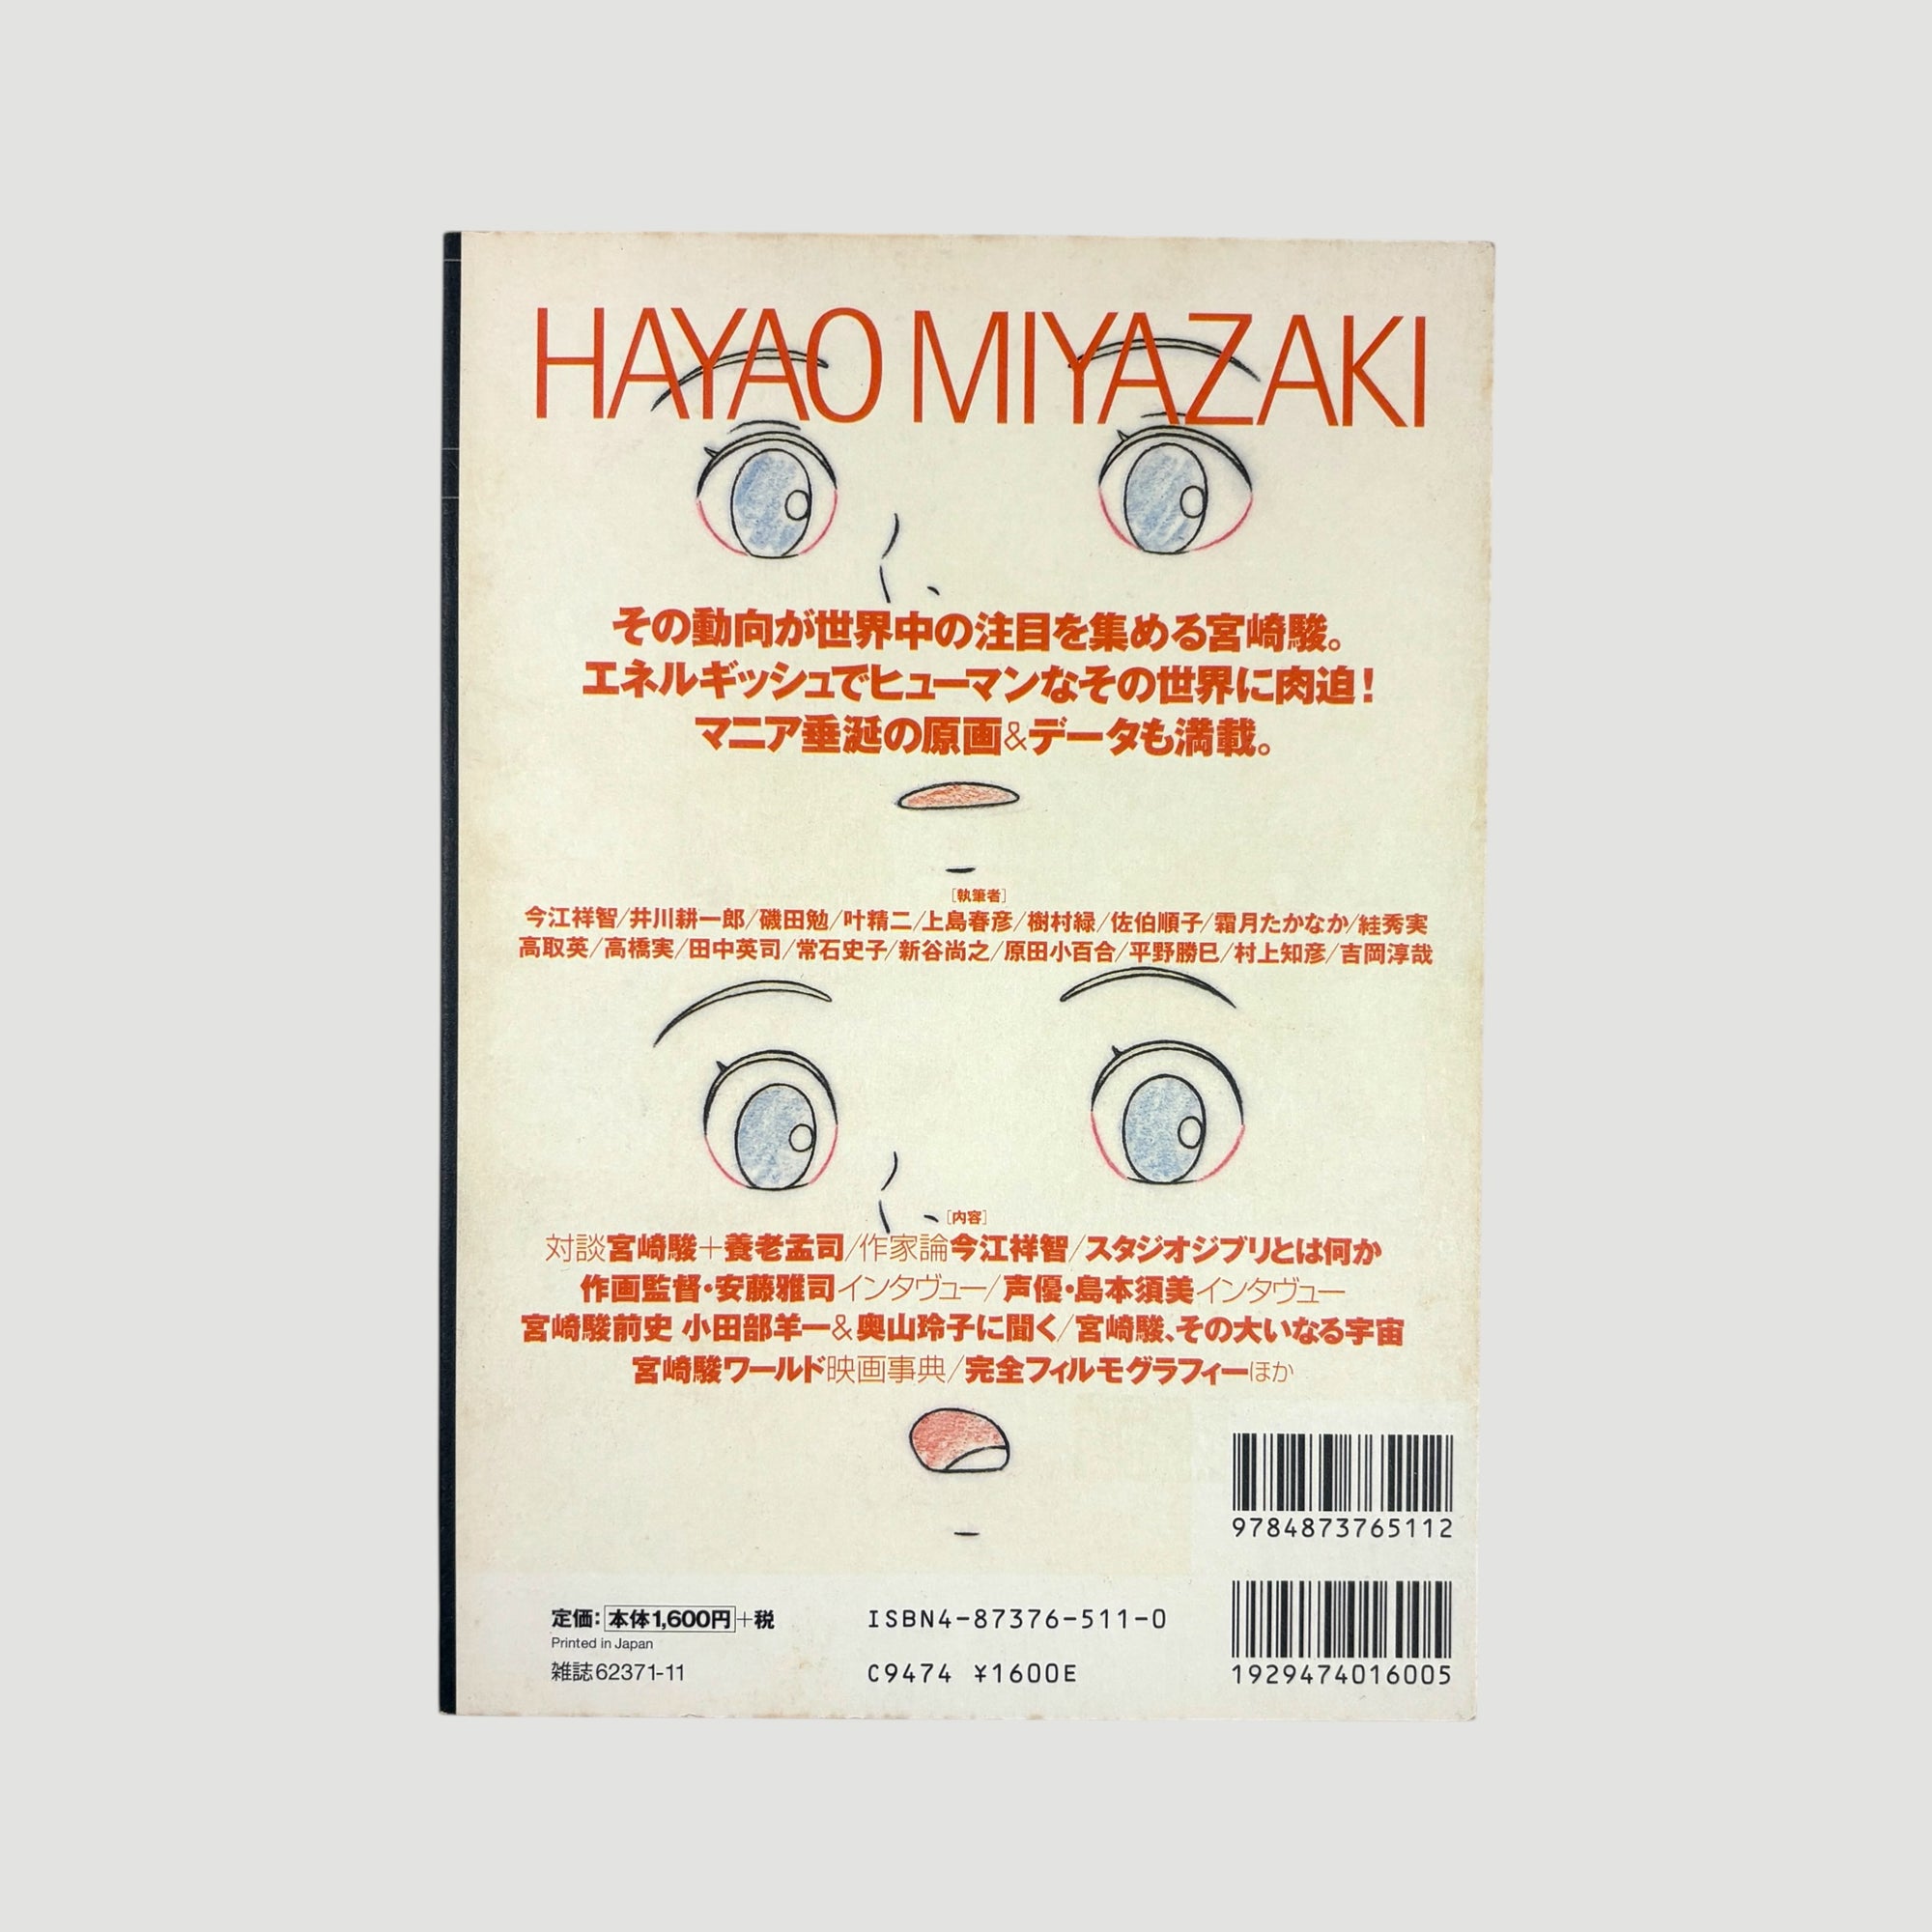 HAYAO MIYAZAKI
その動向が世界中の注目を集める宮崎駿。
エネルギッシュでヒューマンなその世界に肉迫！
マニア垂涎の原画&データも満載。
[執筆者]
今江祥智/井川耕一郎/磯田勉/叶精二/上島春彦/樹村緑/佐伯順子/霜月たかなか/絓秀実
高取英/高橋実/田中英司/常石史子/新谷尚之/原田小百合/平野勝巳/村上知彦/吉岡淳哉
[内容]
対談宮崎駿+養老孟司/作家論今江祥智/スタジオジブリとは何か
作画監督・安藤雅司インタヴュー/声優・島本須美インタヴュー
宮崎駿前史 小田部羊一&奥山玲子に聞く/宮崎駿、その大いなる宇宙
宮崎駿ワールド映画事典/完全フィルモグラフィーほか
9784873765112
定価：本体1,600円+税
Printed in Japan
雑誌62371-11
ISBN4-87376-511-0
C9474 ¥1600E
1929474016005